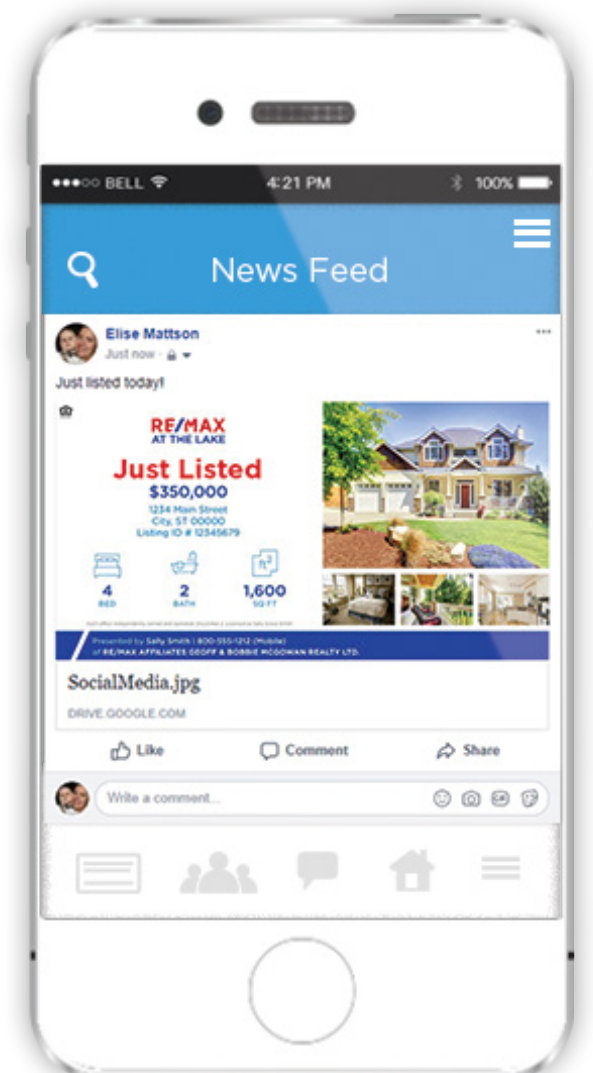 BELL 4:21 PM 100%
News Feed
Elise Mattson
Just now
Just listed today!
RE/MAX
AT THE LAKE
Just Listed
$350,000
1234 Main Street
City, ST 00000
Listing ID # 12345679
ft²
4 2 1,600
BED BATH SQ FT
Presented by Sally Smith | 800-555-1212 (Mobile)
of RE/MAX AFFILIATES GEOFF & BOBBIE MCGOWAN REALTY LTD.
SocialMedia.jpg
DRIVE.GOOGLE.COM
Like Comment Share
Write a comment...